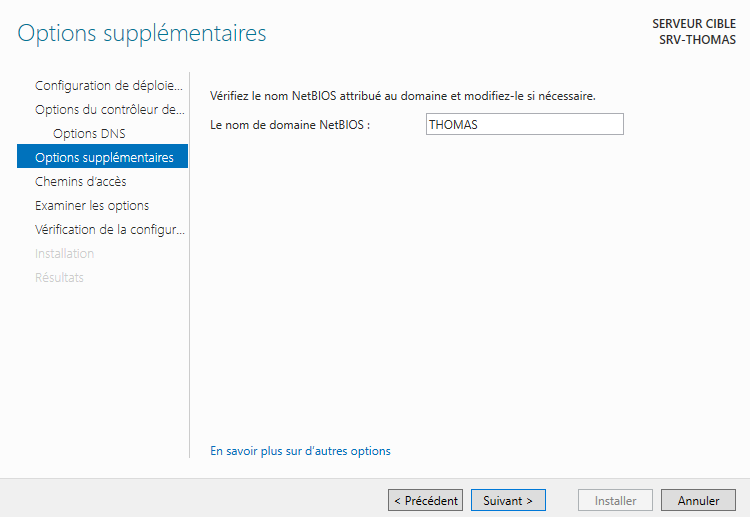 Options supplémentaires
SERVEUR CIBLE
SRV-THOMAS
Configuration de déploie...
Options du contrôleur de...
Options DNS
Options supplémentaires
Chemins d'accès
Examiner les options
Vérification de la configur...
Installation
Résultats
Vérifiez le nom NetBIOS attribué au domaine et modifiez-le si nécessaire.
Le nom de domaine NetBIOS : THOMAS
En savoir plus sur d'autres options
< Précédent Suivant > Installer Annuler